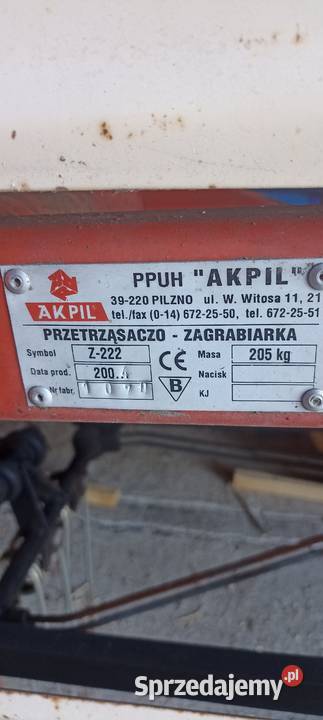 PPUH "AKPIL"
AKPIL
39-220 PILZNO ul. W. Witosa 11, 21
tel./fax (0-14) 672-25-50, tel. 672-25-51
PRZETRZĄSACZO - ZAGRABIARKA
Symbol Z-222 CE Masa 205 kg
Data prod. B Nacisk
Nr fabr. KJ
Sprzedajemy.pl